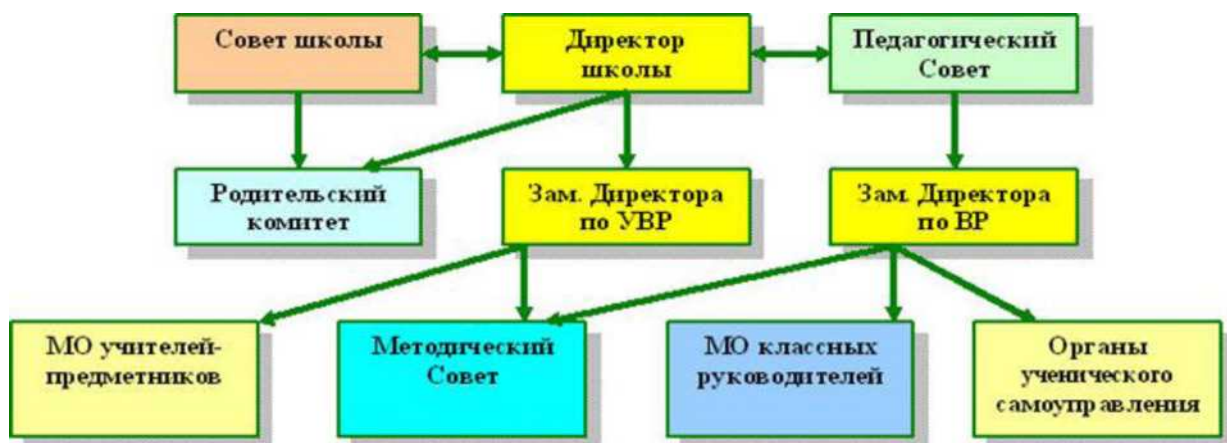 Совет школы
Директор
школы
Педагогический
Совет
Родительский
комитет
Зам. Директора
по УВР
Зам. Директора
по ВР
МО учителей-
предметников
Методический
Совет
МО классных
руководителей
Органы
ученического
самоуправления